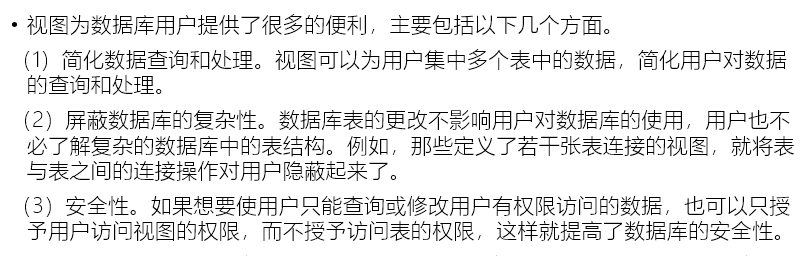 • 视图为数据库用户提供了很多的便利，主要包括以下几个方面。
（1）简化数据查询和处理。视图可以为用户集中多个表中的数据，简化用户对数据
的查询和处理。
（2）屏蔽数据库的复杂性。数据库表的更改不影响用户对数据库的使用，用户也不
必了解复杂的数据库中的表结构。例如，那些定义了若干张表连接的视图，就将表
与表之间的连接操作对用户隐蔽起来了。
（3）安全性。如果想要使用户只能查询或修改用户有权限访问的数据，也可以只授
予用户访问视图的权限，而不授予访问表的权限，这样就提高了数据库的安全性。